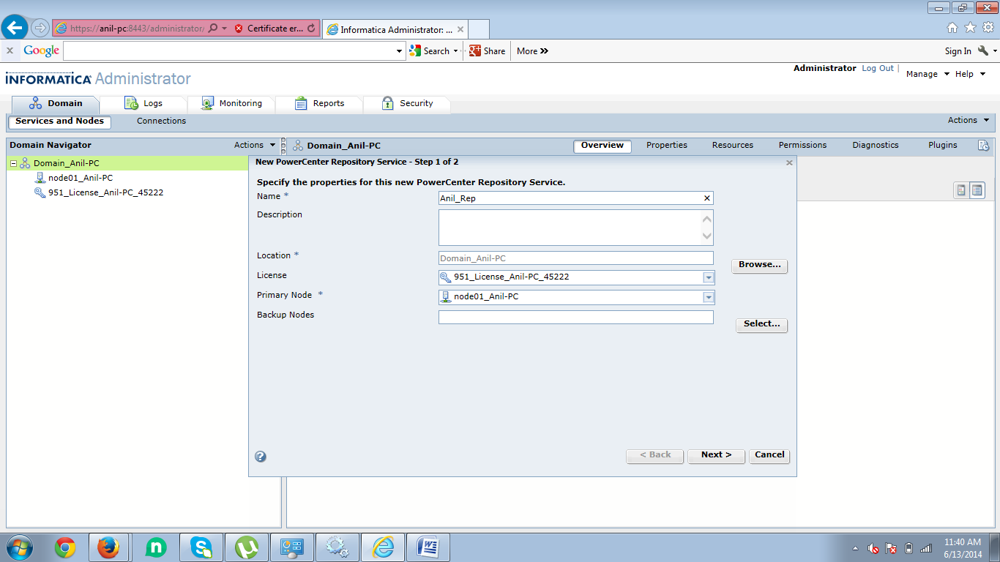 https://anil-pc:8443/administrator/ Certificate er... Informatica Administrator: ...
x Google Search Share More » Sign In
Administrator Log Out | Manage Help
INFORMATICA Administrator
Domain Logs Monitoring Reports Security
Services and Nodes Connections Actions
Domain Navigator Actions Domain_Anil-PC Overview Properties Resources Permissions Diagnostics Plugins
Domain_Anil-PC
node01_Anil-PC
951_License_Anil-PC_45222
New PowerCenter Repository Service - Step 1 of 2
Specify the properties for this new PowerCenter Repository Service.
Name * Anil_Rep
Description
Location * Domain_Anil-PC Browse...
License 951_License_Anil-PC_45222
Primary Node * node01_Anil-PC
Backup Nodes Select...
< Back Next > Cancel
11:40 AM
6/13/2014